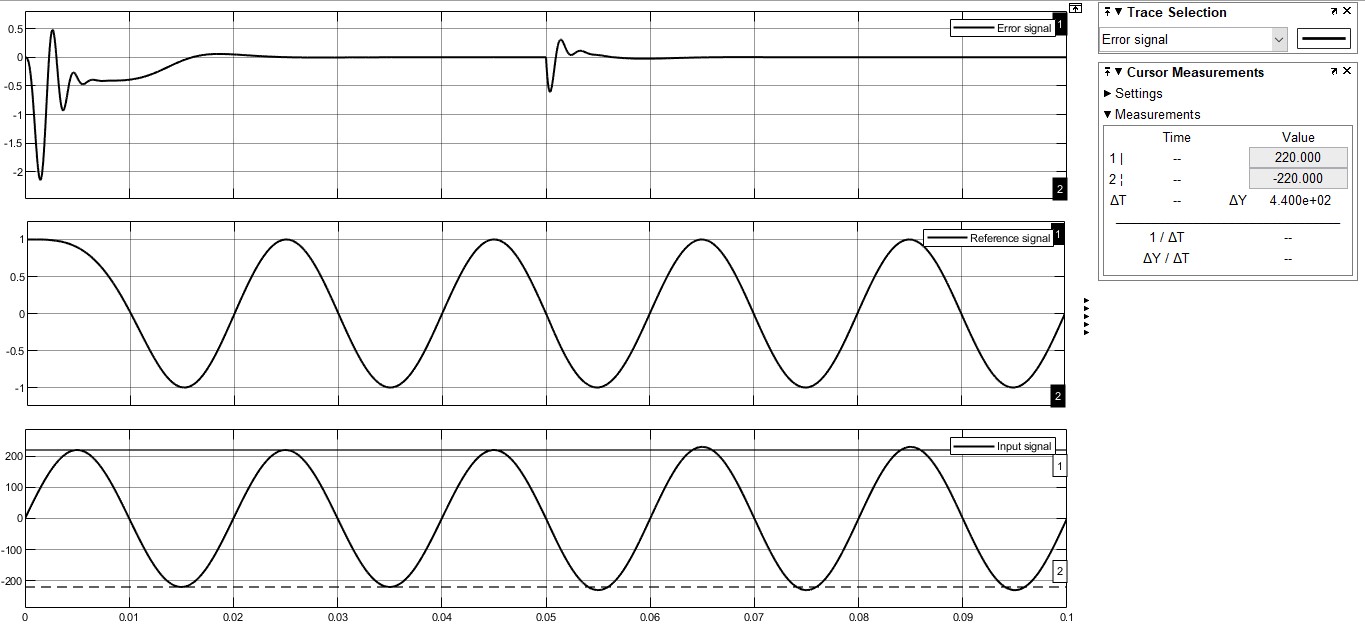 Error signal
1
0.5
0
-0.5
-1
-1.5
-2
2
Reference signal
1
1
0.5
0
-0.5
-1
2
Input signal
200
1
100
0
-100
-200
2
0 0.01 0.02 0.03 0.04 0.05 0.06 0.07 0.08 0.09 0.1
Trace Selection
Error signal
Cursor Measurements
Settings
Measurements
Time Value
1 | -- 220.000
2 ¦ -- -220.000
ΔT -- ΔY 4.400e+02
1 / ΔT --
ΔY / ΔT --